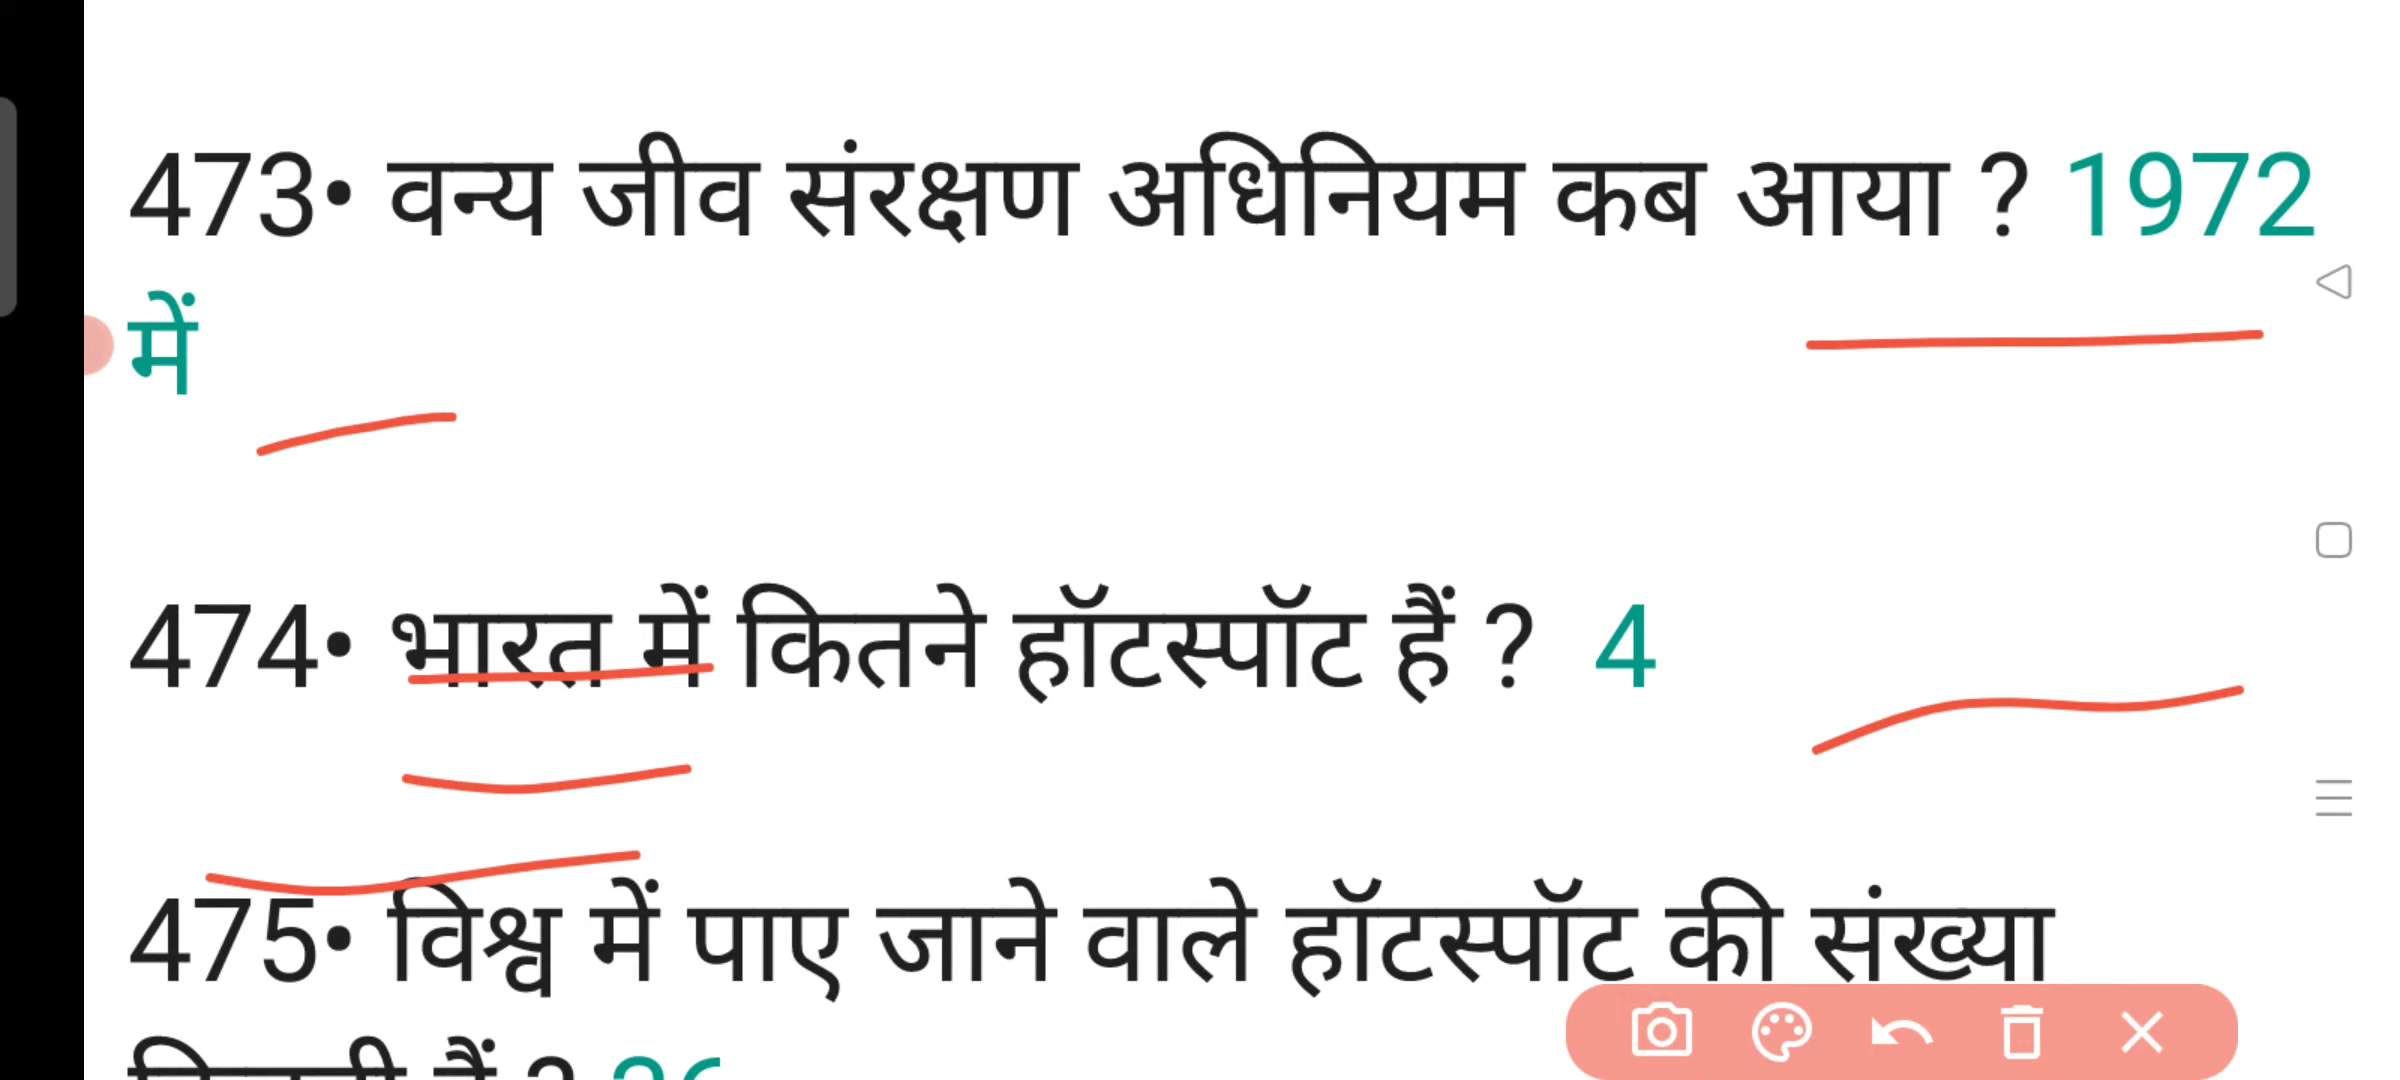 473• वन्य जीव संरक्षण अधिनियम कब आया ? 1972
में
474• भारत में कितने हॉटस्पॉट हैं ? 4
475• विश्व में पाए जाने वाले हॉटस्पॉट की संख्या
हैं ?